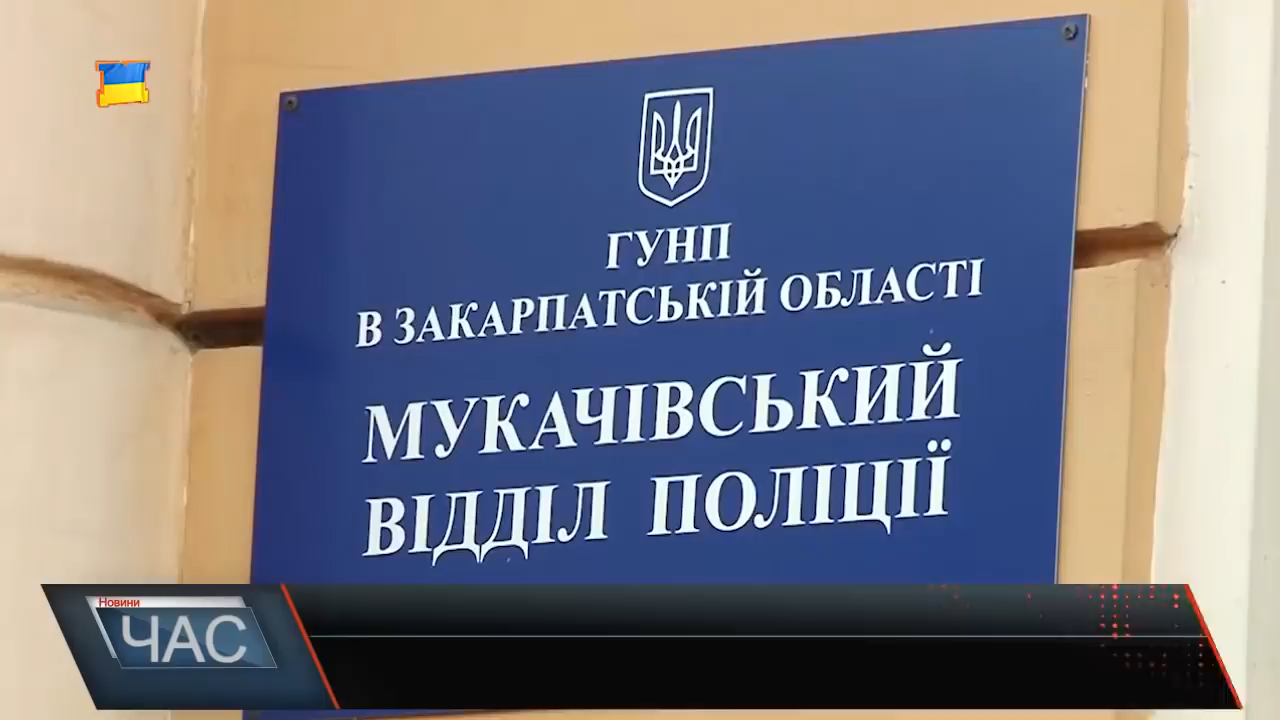 ГУНП
В ЗАКАРПАТСЬКІЙ ОБЛАСТІ
МУКАЧІВСЬКИЙ
ВІДДІЛ ПОЛІЦІЇ
Новини
ЧАС